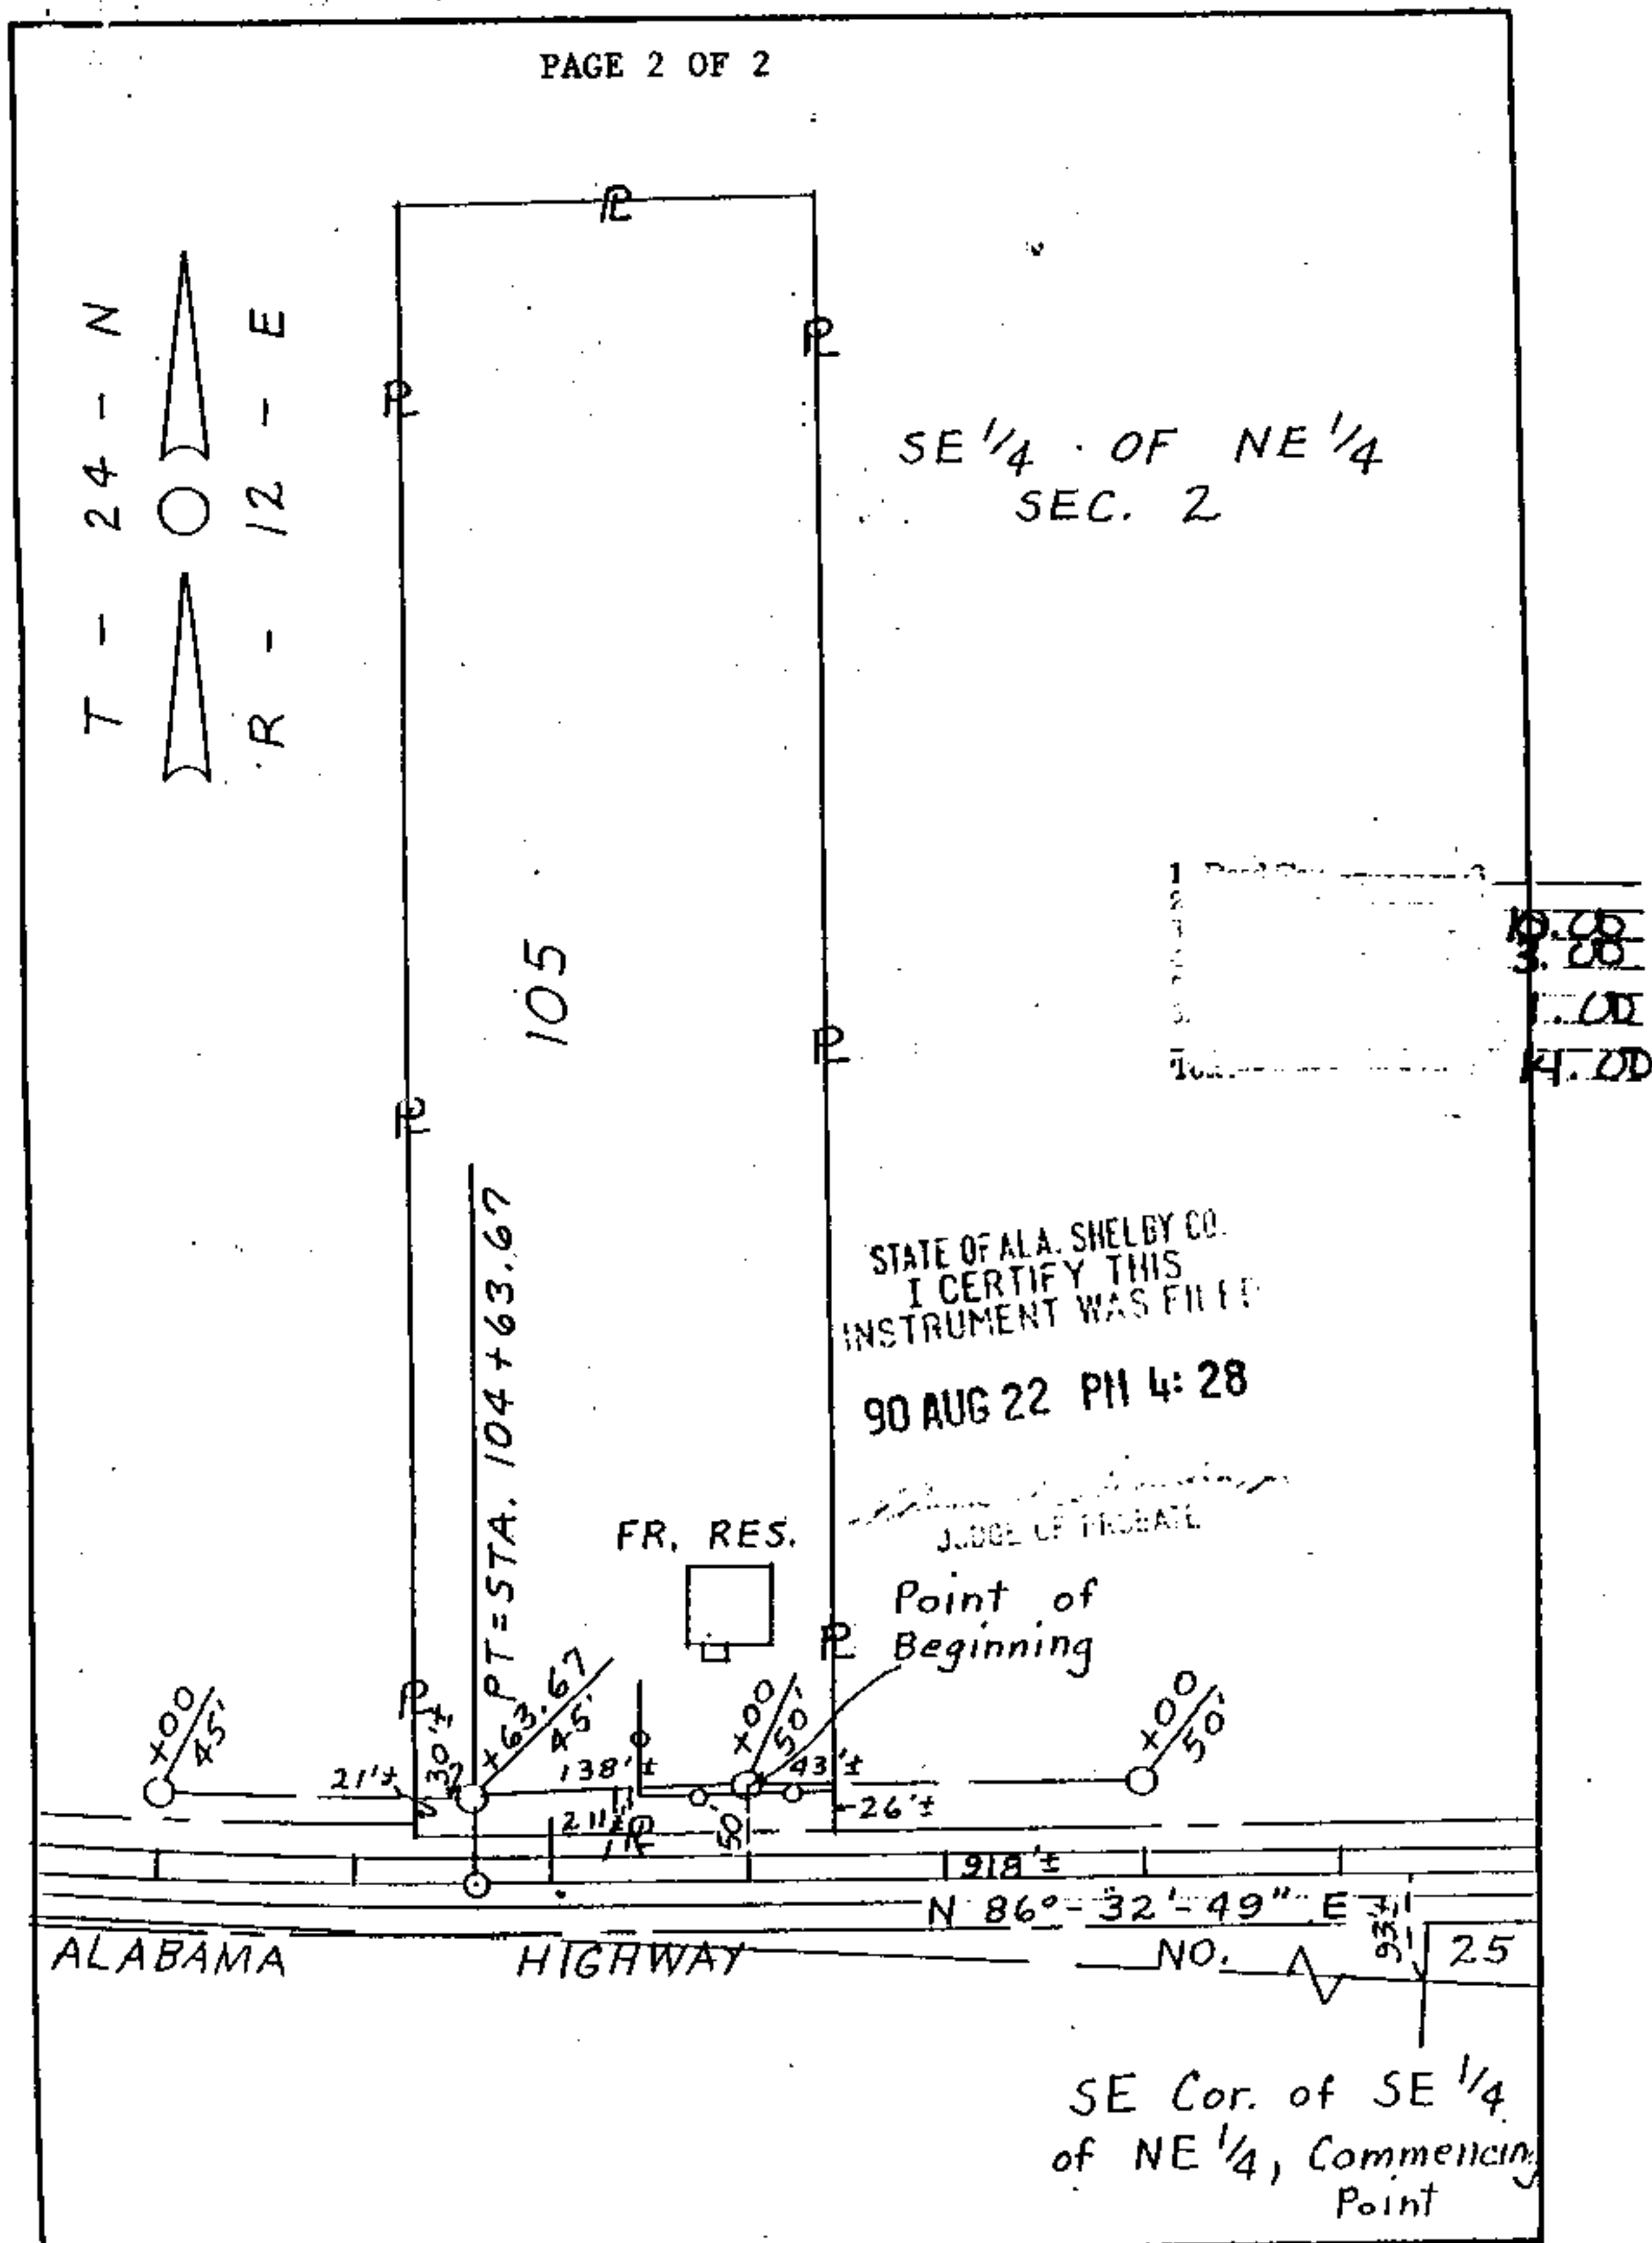 PAGE 2 OF 2
T - 24 - N
R - 12 - E
SE 1/4 OF NE 1/4
SEC. 2
105
1
10.00
3.00
1.00
14.00
PT=STA. 104+63.67
STATE OF ALA. SHELBY CO.
I CERTIFY THIS
INSTRUMENT WAS FILED
90 AUG 22 PM 4:28
JUDGE OF PROBATE
FR. RES.
Point of
Beginning
+00
45'
21'±
30'±
+63.67
45'
138'±
+00
50'
43'±
+00
50'
211'±
50'
26'±
918'±
N 86°-32'-49" E
93'±
ALABAMA HIGHWAY NO. 25
SE Cor. of SE 1/4
of NE 1/4, Commencing
Point